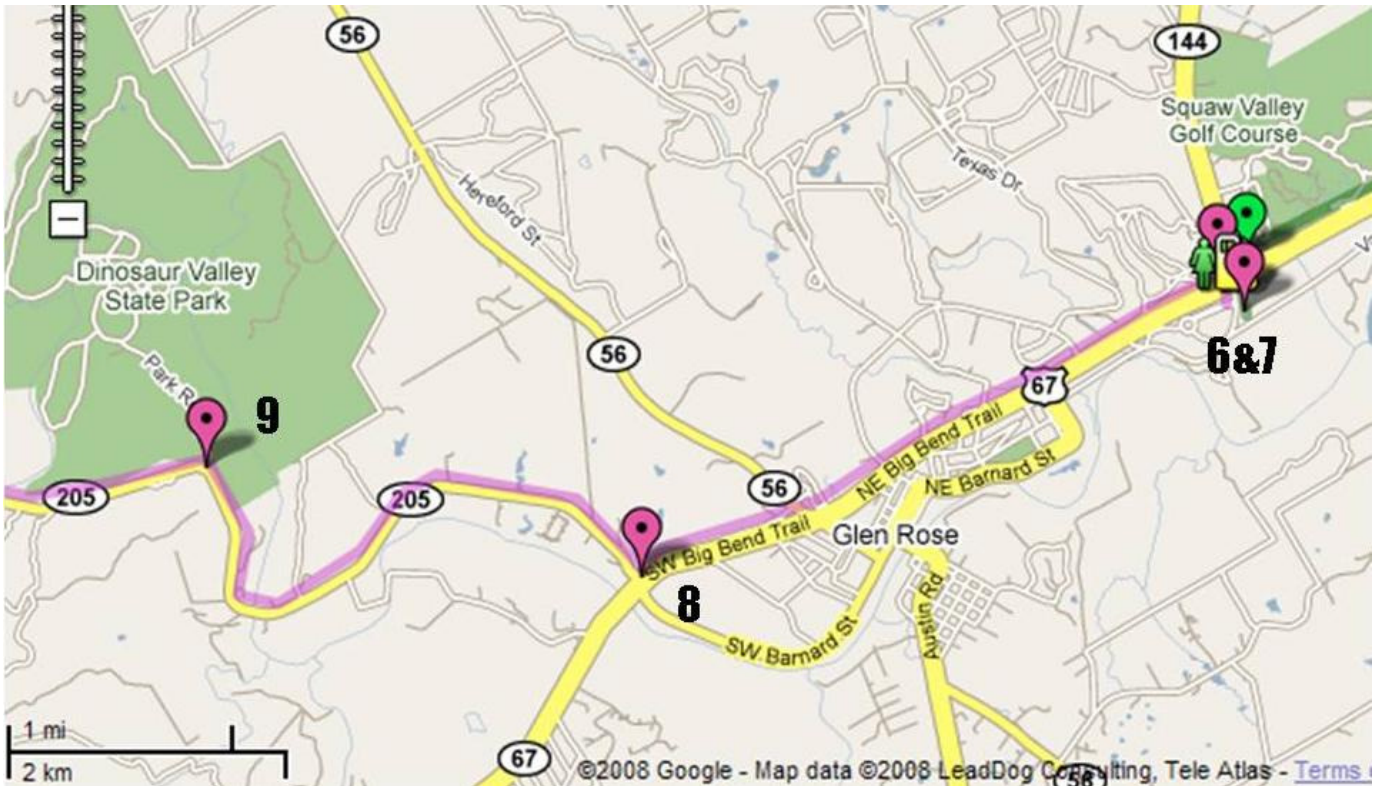 56
144
Squaw Valley
Golf Course
Texas Dr
Hereford St
Dinosaur Valley
State Park
6&7
56
67
Park R
9
NE Big Bend Trail
NE Barnard St
205
205
56
SW Big Bend Trail
Glen Rose
8
SW Barnard St
Austin Rd
1 mi
2 km
67
©2008 Google - Map data ©2008 LeadDog Consulting, Tele Atlas - Terms
56